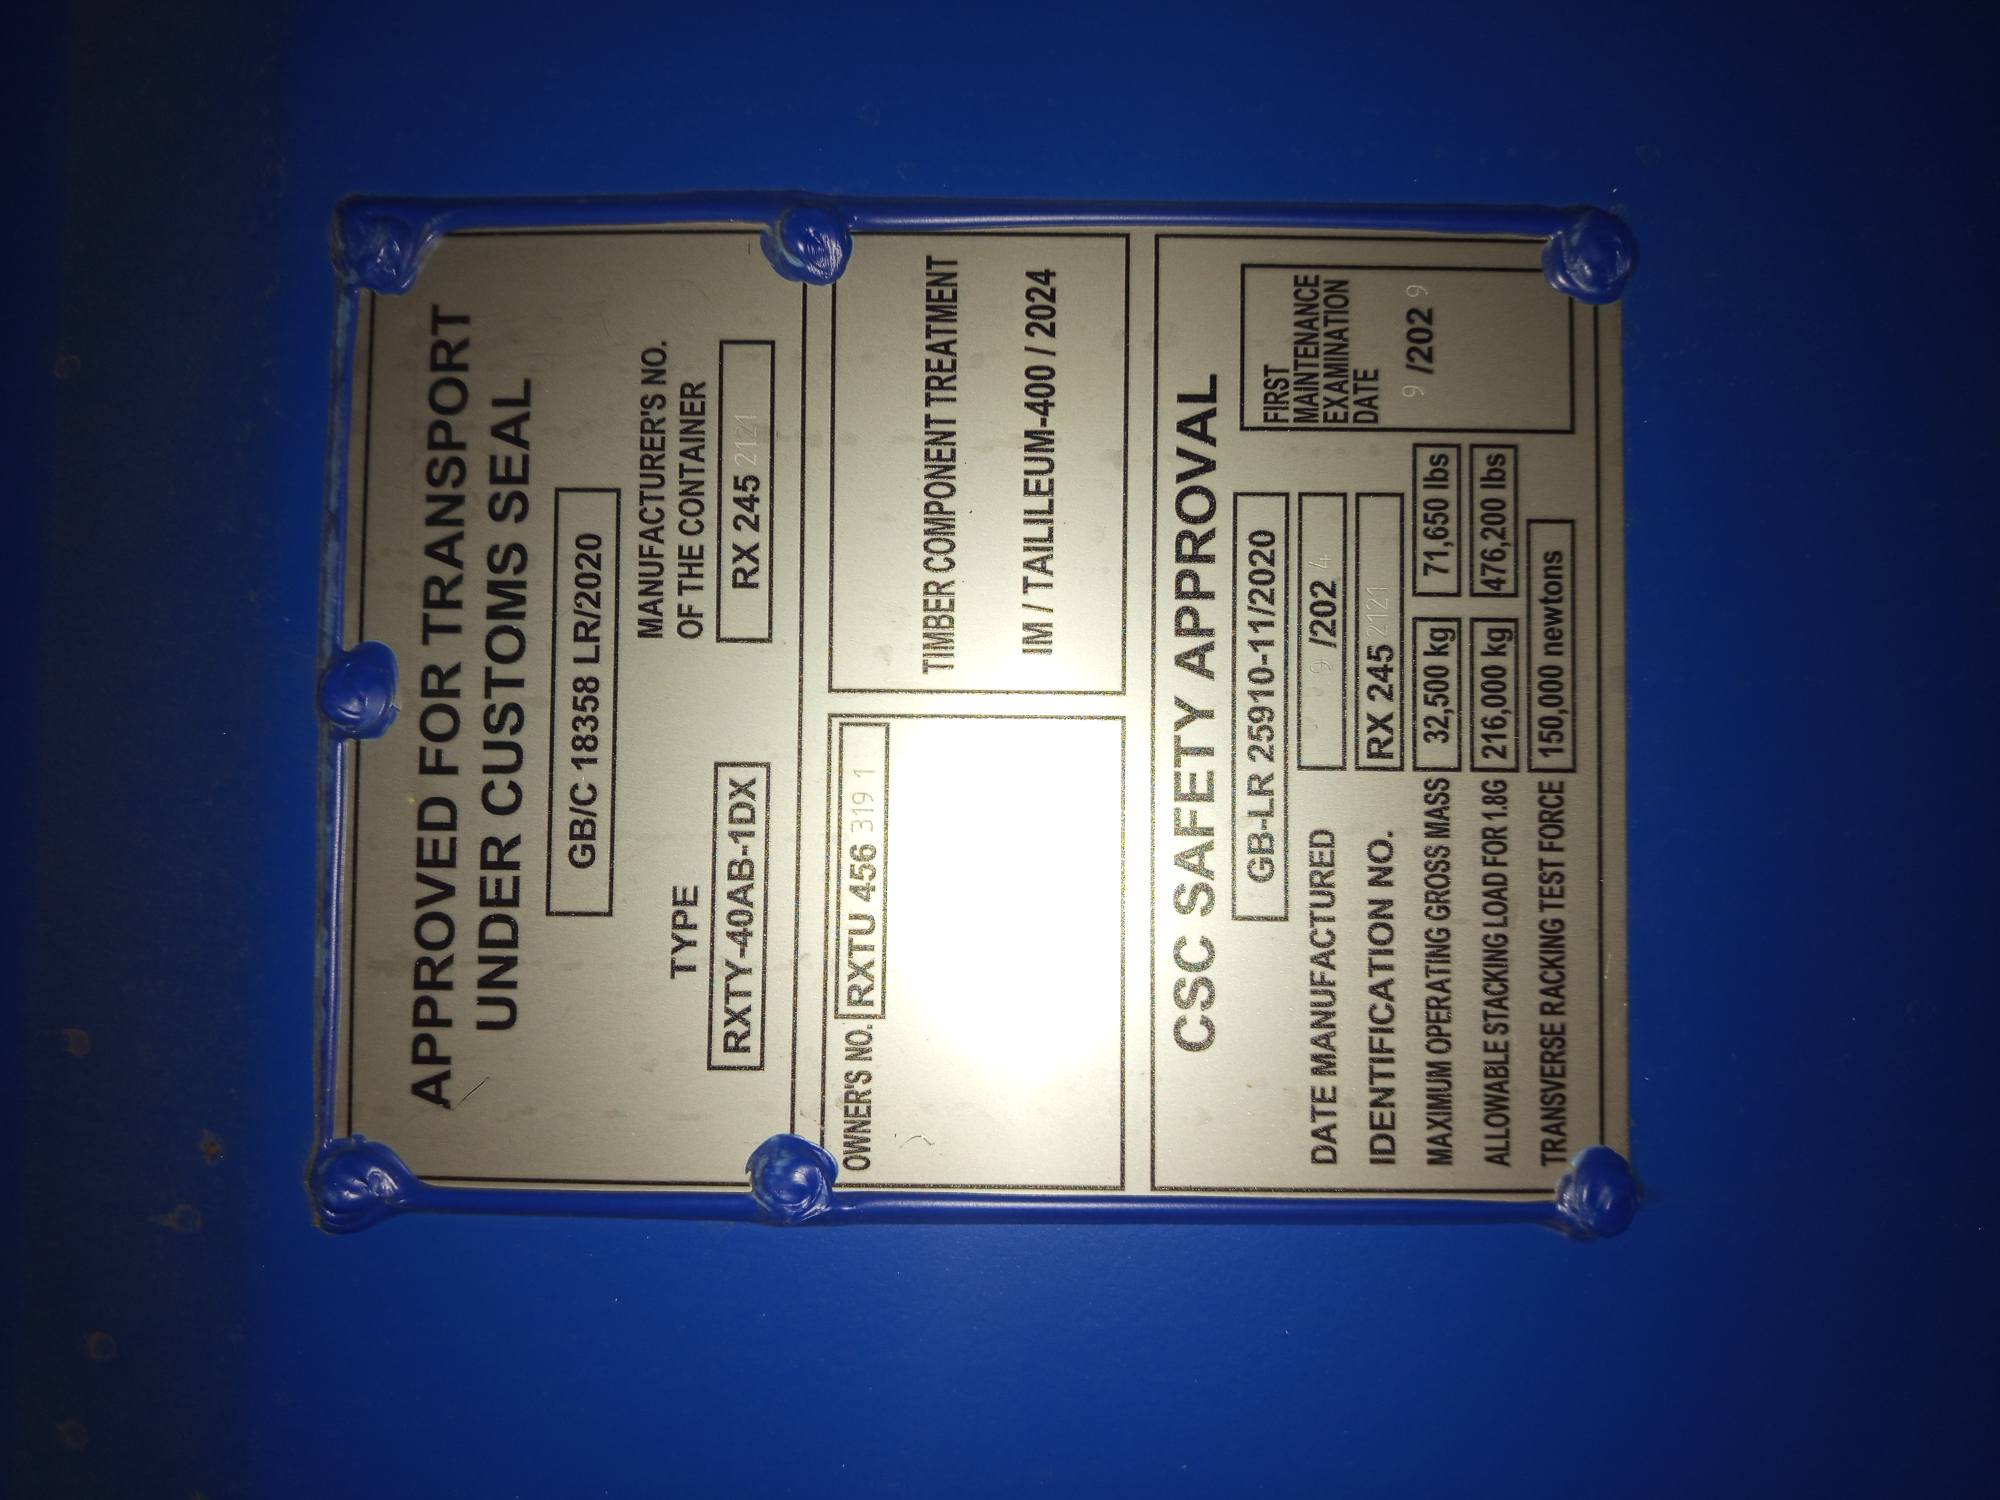 APPROVED FOR TRANSPORT
UNDER CUSTOMS SEAL
GB/C 18358 LR/2020
TYPE
RXTY-40AB-1DX
MANUFACTURER'S NO.
OF THE CONTAINER
RX 245 2121
OWNER'S NO. RXTU 456 319 1
TIMBER COMPONENT TREATMENT
IM / TAILILEUM-400 / 2024
CSC SAFETY APPROVAL
GB-LR 25910-11/2020
DATE MANUFACTURED 9 /202 4
IDENTIFICATION NO. RX 245 2121
MAXIMUM OPERATING GROSS MASS 32,500 kg 71,650 lbs
ALLOWABLE STACKING LOAD FOR 1.8G 216,000 kg 476,200 lbs
TRANSVERSE RACKING TEST FORCE 150,000 newtons
FIRST
MAINTENANCE
EXAMINATION
DATE
9 /202 9